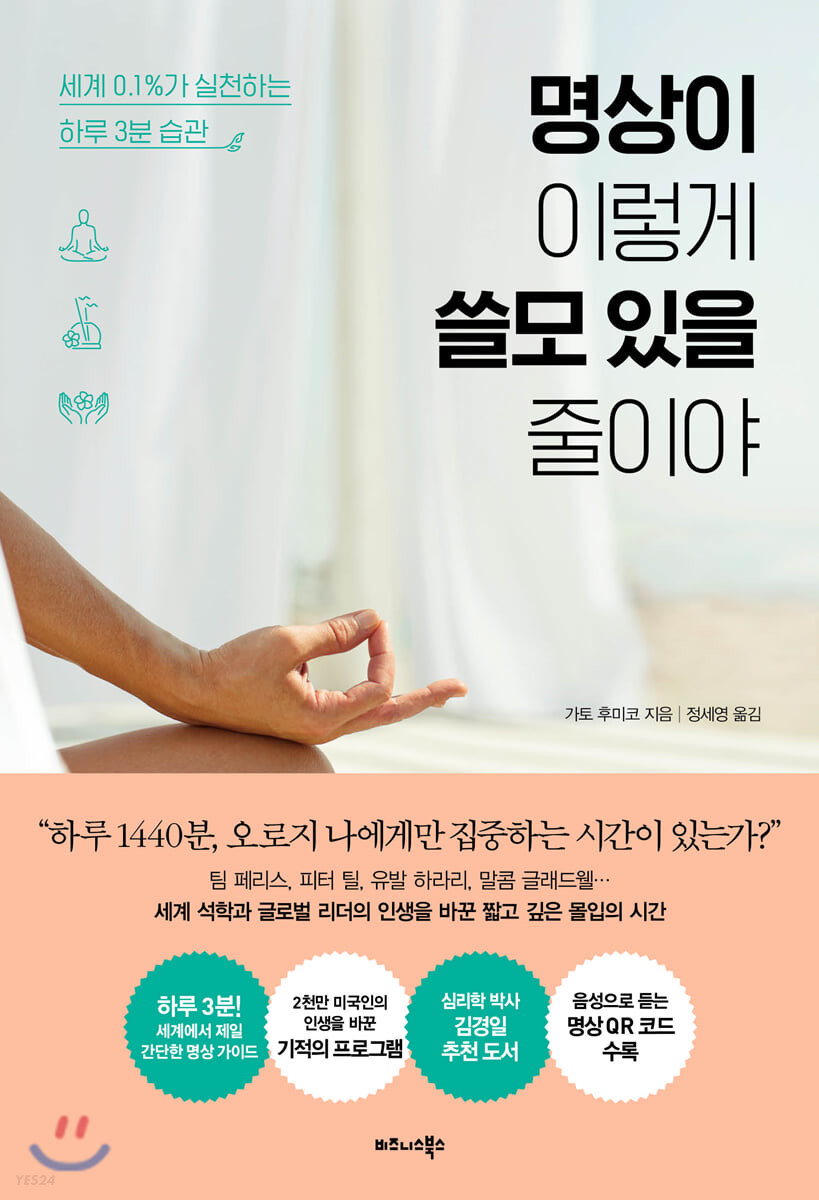 세계 0.1%가 실천하는
하루 3분 습관
명상이
이렇게
쓸모 있을
줄이야
가토 후미코 지음 | 정세영 옮김
“하루 1440분, 오로지 나에게만 집중하는 시간이 있는가?”
팀 페리스, 피터 틸, 유발 하라리, 말콤 글래드웰…
세계 석학과 글로벌 리더의 인생을 바꾼 짧고 깊은 몰입의 시간
하루 3분!
세계에서 제일
간단한 명상 가이드
2천만 미국인의
인생을 바꾼
기적의 프로그램
심리학 박사
김경일
추천 도서
음성으로 듣는
명상 QR 코드
수록
비즈니스북스
YES24